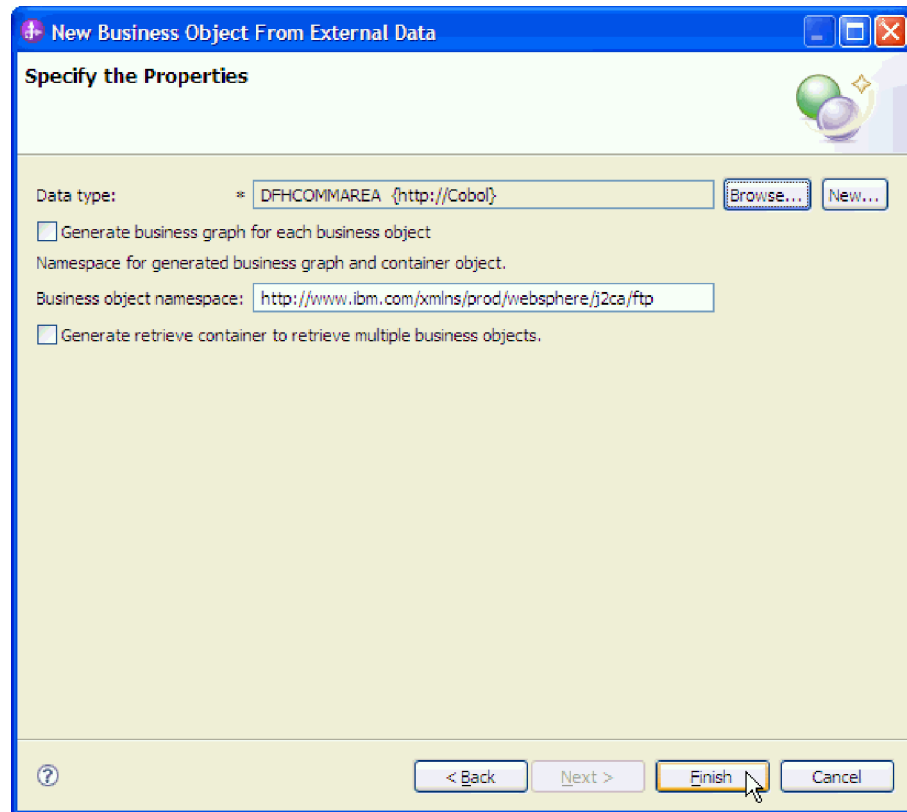 New Business Object From External Data
Specify the Properties
Data type: * DFHCOMMAREA {http://Cobol} Browse... New...
Generate business graph for each business object
Namespace for generated business graph and container object.
Business object namespace: http://www.ibm.com/xmlns/prod/websphere/j2ca/ftp
Generate retrieve container to retrieve multiple business objects.
? < Back Next > Finish Cancel